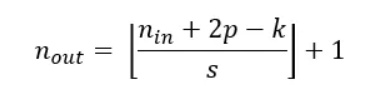 n_out = ⌊(n_in + 2p − k) / s⌋ + 1